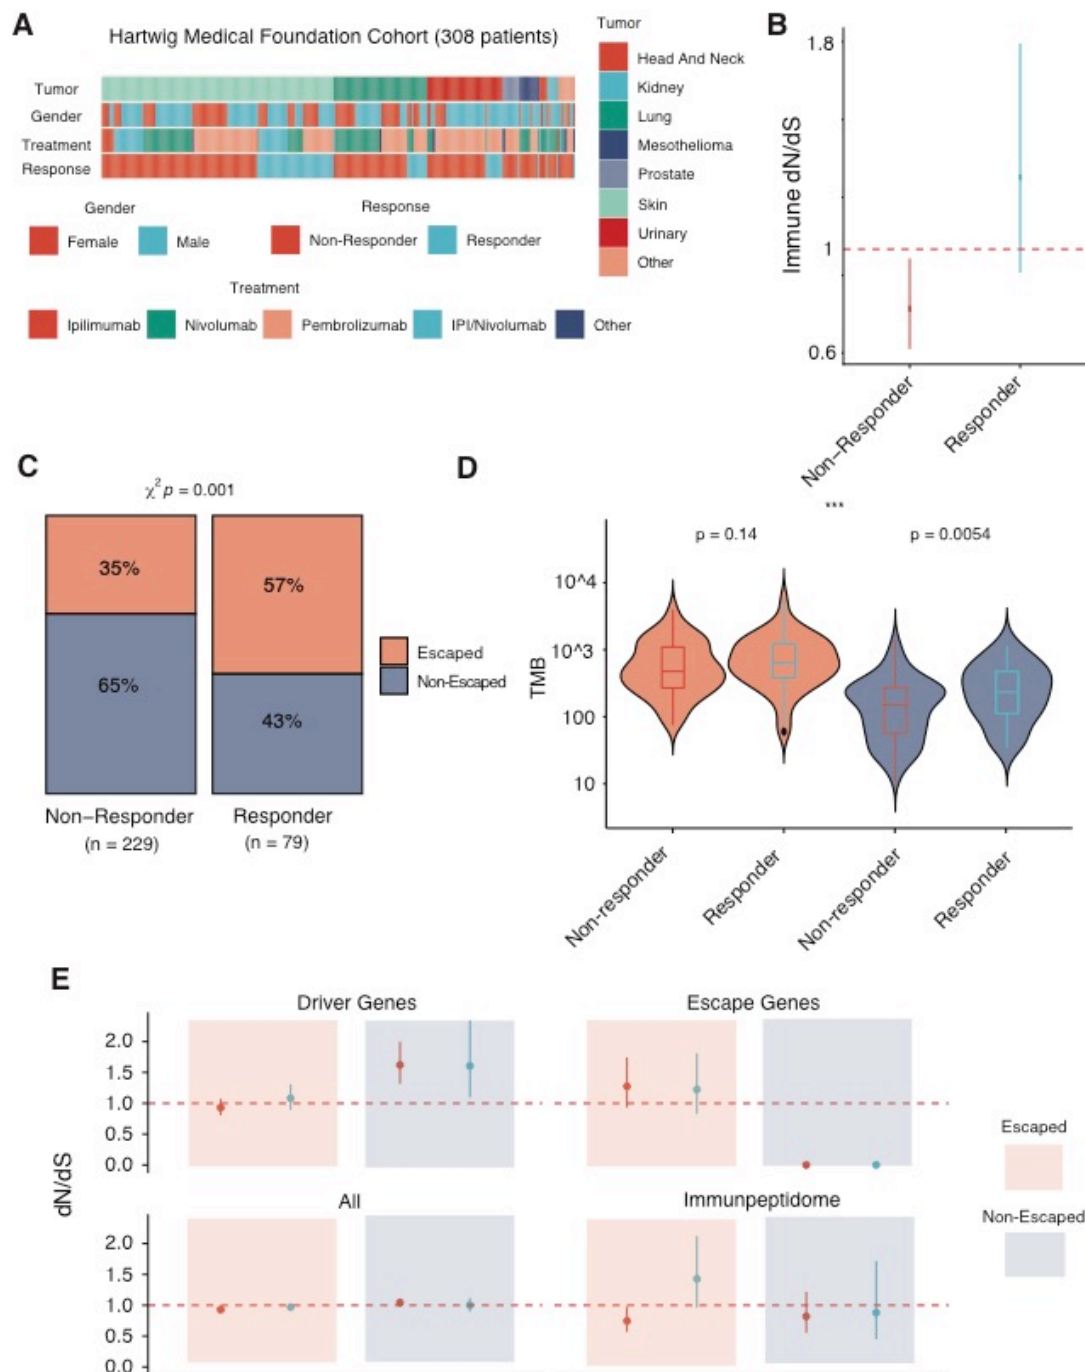 A
Hartwig Medical Foundation Cohort (308 patients)
Tumor
Gender
Treatment
Response
Gender
Female
Male
Response
Non-Responder
Responder
Treatment
Ipilimumab
Nivolumab
Pembrolizumab
IPI/Nivolumab
Other
Tumor
Head And Neck
Kidney
Lung
Mesothelioma
Prostate
Skin
Urinary
Other
B
Immune dN/dS
1.8
1
0.6
Non-Responder
Responder
C
χ² p = 0.001
35%
65%
57%
43%
Escaped
Non-Escaped
Non-Responder
(n = 229)
Responder
(n = 79)
D
***
p = 0.14
p = 0.0054
TMB
10^4
10^3
100
10
Non-responder
Responder
Non-responder
Responder
E
dN/dS
Driver Genes
Escape Genes
2.0
1.5
1.0
0.5
0.0
All
Immunpeptidome
2.0
1.5
1.0
0.5
0.0
Escaped
Non-Escaped